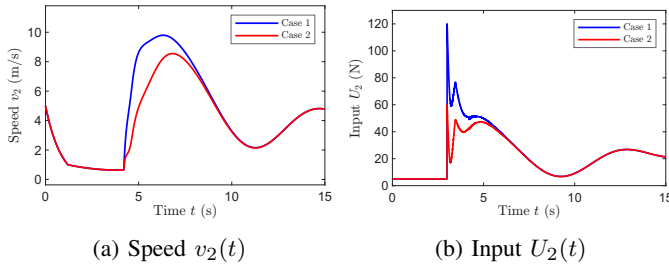 Case 1
Case 2
10
8
6
4
2
0
Speed v₂ (m/s)
0 5 10 15
Time t (s)
(a) Speed v₂(t)
Case 1
Case 2
120
100
80
60
40
20
0
Input U₂ (N)
0 5 10 15
Time t (s)
(b) Input U₂(t)